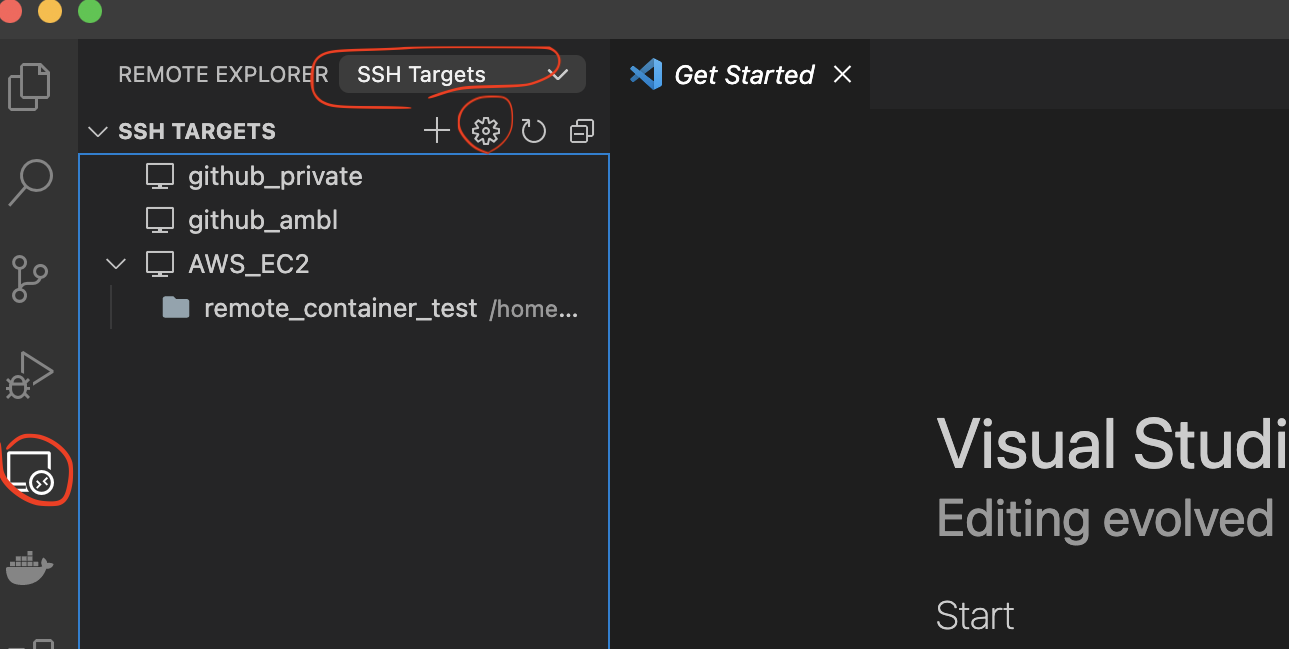 REMOTE EXPLORER SSH Targets
Get Started
SSH TARGETS
github_private
github_ambl
AWS_EC2
remote_container_test /home...
Visual Studi
Editing evolved
Start